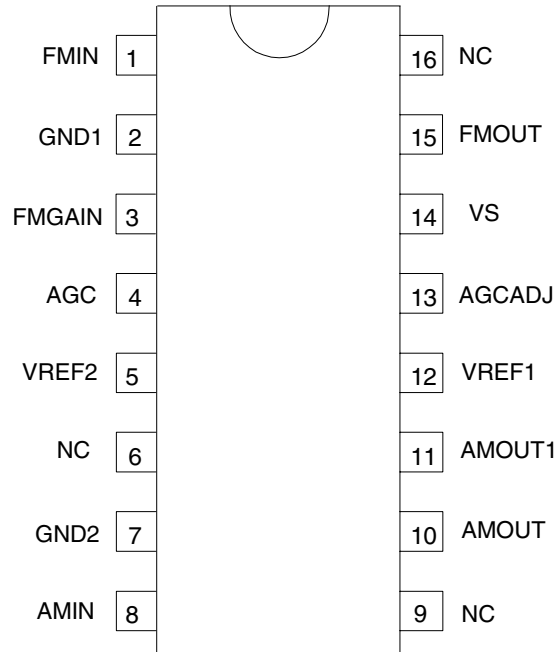 FMIN 1 16 NC
GND1 2 15 FMOUT
FMGAIN 3 14 VS
AGC 4 13 AGCADJ
VREF2 5 12 VREF1
NC 6 11 AMOUT1
GND2 7 10 AMOUT
AMIN 8 9 NC